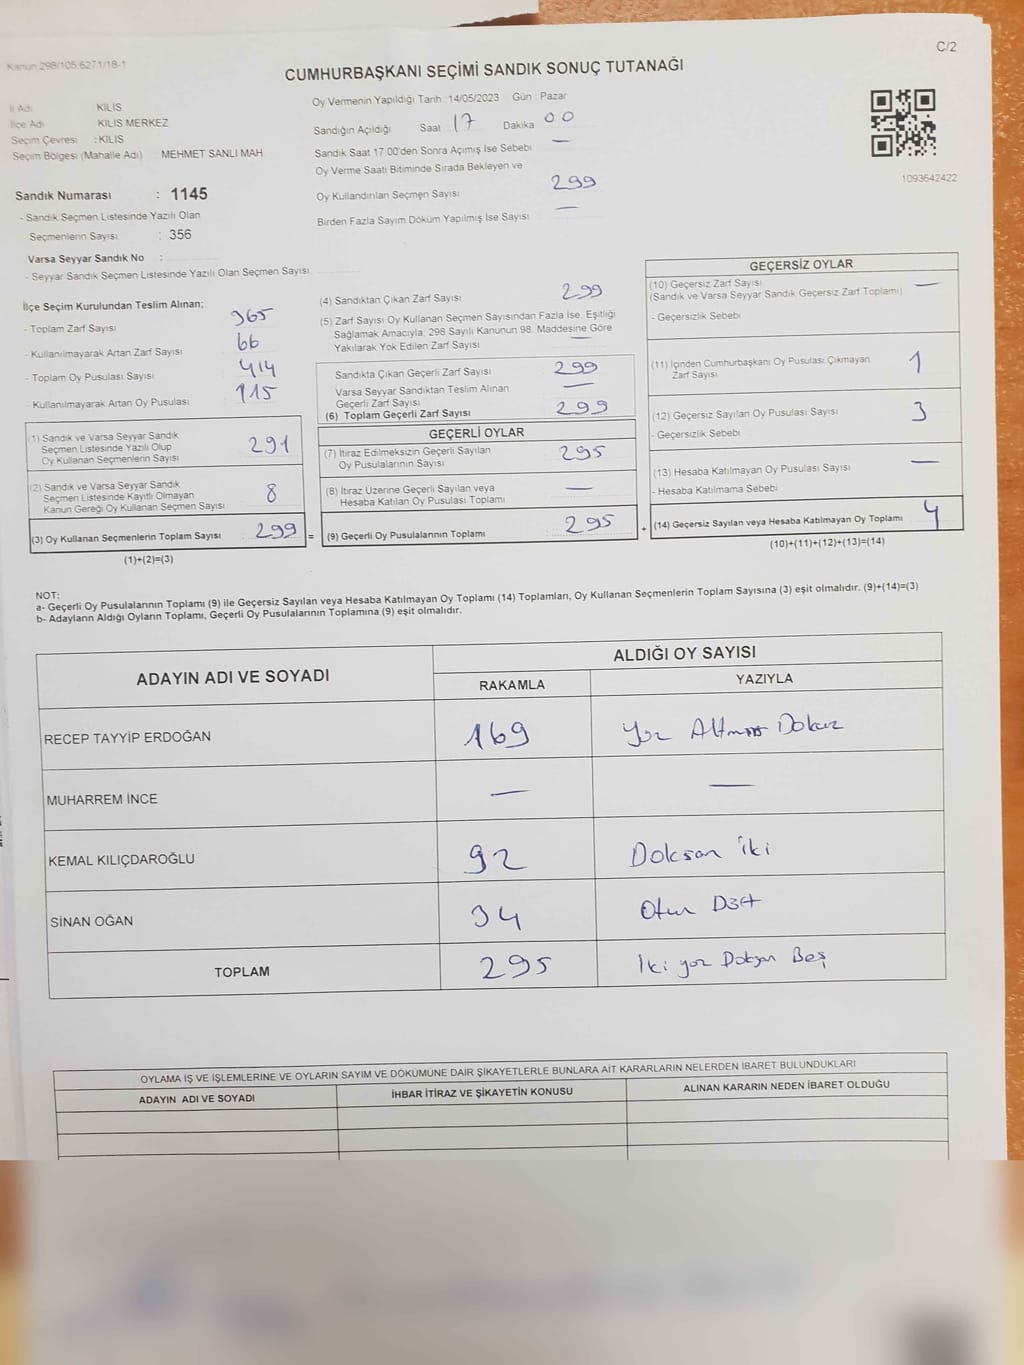 C/2
Kanun 298/105,6271/18-1
CUMHURBAŞKANI SEÇİMİ SANDIK SONUÇ TUTANAĞI
İl Adı : KİLİS
İlçe Adı : KİLİS MERKEZ
Seçim Çevresi : KİLİS
Seçim Bölgesi (Mahalle Adı) : MEHMET SANLI MAH.
Sandık Numarası : 1145
- Sandık Seçmen Listesinde Yazılı Olan
Seçmenlerin Sayısı : 356
Varsa Seyyar Sandık No :
- Seyyar Sandık Seçmen Listesinde Yazılı Olan Seçmen Sayısı
Oy Vermenin Yapıldığı Tarih : 14/05/2023 Gün : Pazar
Sandığın Açıldığı Saat 17 Dakika 00
Sandık Saat 17:00'den Sonra Açımış İse Sebebi —
Oy Verme Saati Bitiminde Sırada Bekleyen ve
Oy Kullandırılan Seçmen Sayısı 299
Birden Fazla Sayım Döküm Yapılmış İse Sayısı —
1093642422
İlçe Seçim Kurulundan Teslim Alınan;
- Toplam Zarf Sayısı 365
- Kullanılmayarak Artan Zarf Sayısı 66
- Toplam Oy Pusulası Sayısı 414
- Kullanılmayarak Artan Oy Pusulası 115
(1) Sandık ve Varsa Seyyar Sandık
Seçmen Listesinde Yazılı Olup
Oy Kullanan Seçmenlerin Sayısı 291
(2) Sandık ve Varsa Seyyar Sandık
Seçmen Listesinde Kayıtlı Olmayan
Kanun Gereği Oy Kullanan Seçmen Sayısı 8
(3) Oy Kullanan Seçmenlerin Toplam Sayısı : 299 =
(1)+(2)=(3)
(4) Sandıktan Çıkan Zarf Sayısı 299
(5) Zarf Sayısı Oy Kullanan Seçmen Sayısından Fazla İse, Eşitliği
Sağlamak Amacıyla, 298 Sayılı Kanunun 98. Maddesine Göre
Yakılarak Yok Edilen Zarf Sayısı —
Sandıkta Çıkan Geçerli Zarf Sayısı 299
Varsa Seyyar Sandıktan Teslim Alınan
Geçerli Zarf Sayısı —
(6) Toplam Geçerli Zarf Sayısı 299
GEÇERLİ OYLAR
(7) İtiraz Edilmeksizin Geçerli Sayılan
Oy Pusulalarının Sayısı 295
(8) İtiraz Üzerine Geçerli Sayılan veya
Hesaba Katılan Oy Pusulası Toplamı —
(9) Geçerli Oy Pusulalarının Toplamı 295 +
GEÇERSİZ OYLAR
(10) Geçersiz Zarf Sayısı
(Sandık ve Varsa Seyyar Sandık Geçersiz Zarf Toplamı) —
- Geçersizlik Sebebi
(11) İçinden Cumhurbaşkanı Oy Pusulası Çıkmayan
Zarf Sayısı 1
(12) Geçersiz Sayılan Oy Pusulası Sayısı 3
- Geçersizlik Sebebi
(13) Hesaba Katılmayan Oy Pusulası Sayısı —
- Hesaba Katılmama Sebebi
(14) Geçersiz Sayılan veya Hesaba Katılmayan Oy Toplamı 4
(10)+(11)+(12)+(13)=(14)
NOT:
a- Geçerli Oy Pusulalarının Toplamı (9) ile Geçersiz Sayılan veya Hesaba Katılmayan Oy Toplamı (14) Toplamları, Oy Kullanan Seçmenlerin Toplam Sayısına (3) eşit olmalıdır. (9)+(14)=(3)
b- Adayların Aldığı Oyların Toplamı, Geçerli Oy Pusulalarının Toplamına (9) eşit olmalıdır.
ADAYIN ADI VE SOYADI ALDIĞI OY SAYISI
RAKAMLA YAZIYLA
RECEP TAYYİP ERDOĞAN 169 Yüz Altmış Dokuz
MUHARREM İNCE — —
KEMAL KILIÇDAROĞLU 92 Doksan iki
SİNAN OĞAN 34 Otuz Dört
TOPLAM 295 İki yüz Doksan Beş
OYLAMA İŞ VE İŞLEMLERİNE VE OYLARIN SAYIM VE DÖKÜMÜNE DAİR ŞİKAYETLERLE BUNLARA AİT KARARLARIN NELERDEN İBARET BULUNDUKLARI
ADAYIN ADI VE SOYADI İHBAR İTİRAZ VE ŞİKAYETİN KONUSU ALINAN KARARIN NEDEN İBARET OLDUĞU